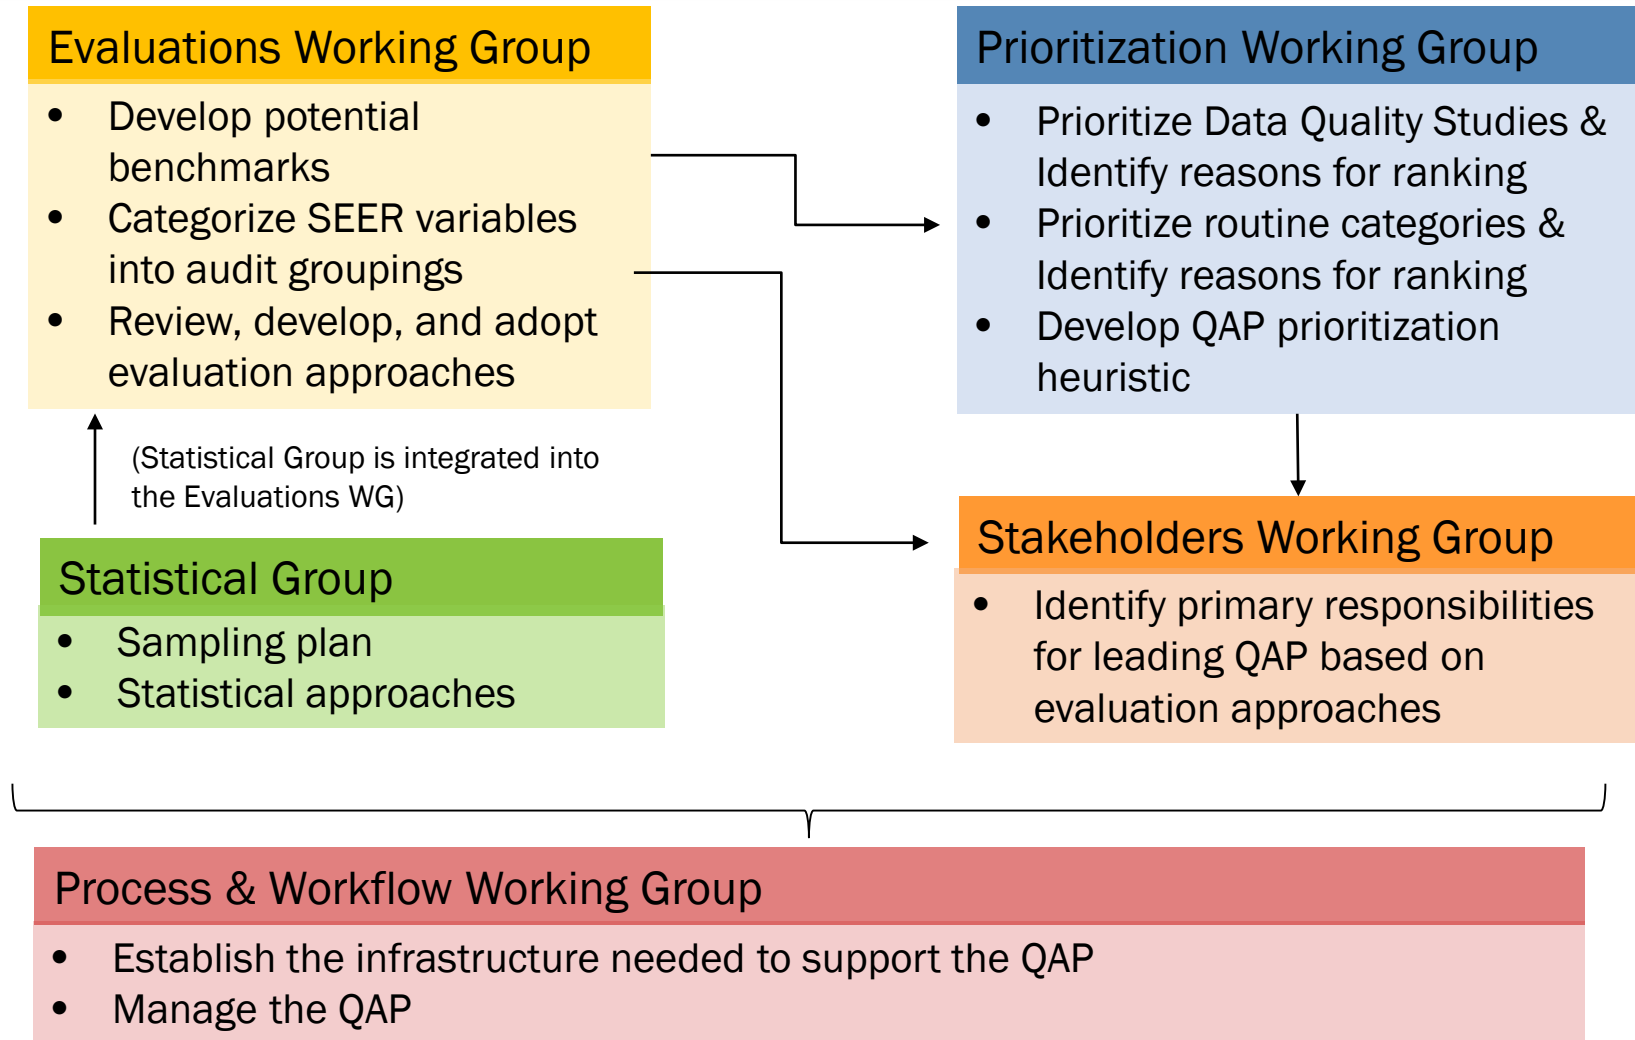 Evaluations Working Group
• Develop potential
benchmarks
• Categorize SEER variables
into audit groupings
• Review, develop, and adopt
evaluation approaches
(Statistical Group is integrated into
the Evaluations WG)
Statistical Group
• Sampling plan
• Statistical approaches
Prioritization Working Group
• Prioritize Data Quality Studies &
Identify reasons for ranking
• Prioritize routine categories &
Identify reasons for ranking
• Develop QAP prioritization
heuristic
Stakeholders Working Group
• Identify primary responsibilities
for leading QAP based on
evaluation approaches
Process & Workflow Working Group
• Establish the infrastructure needed to support the QAP
• Manage the QAP